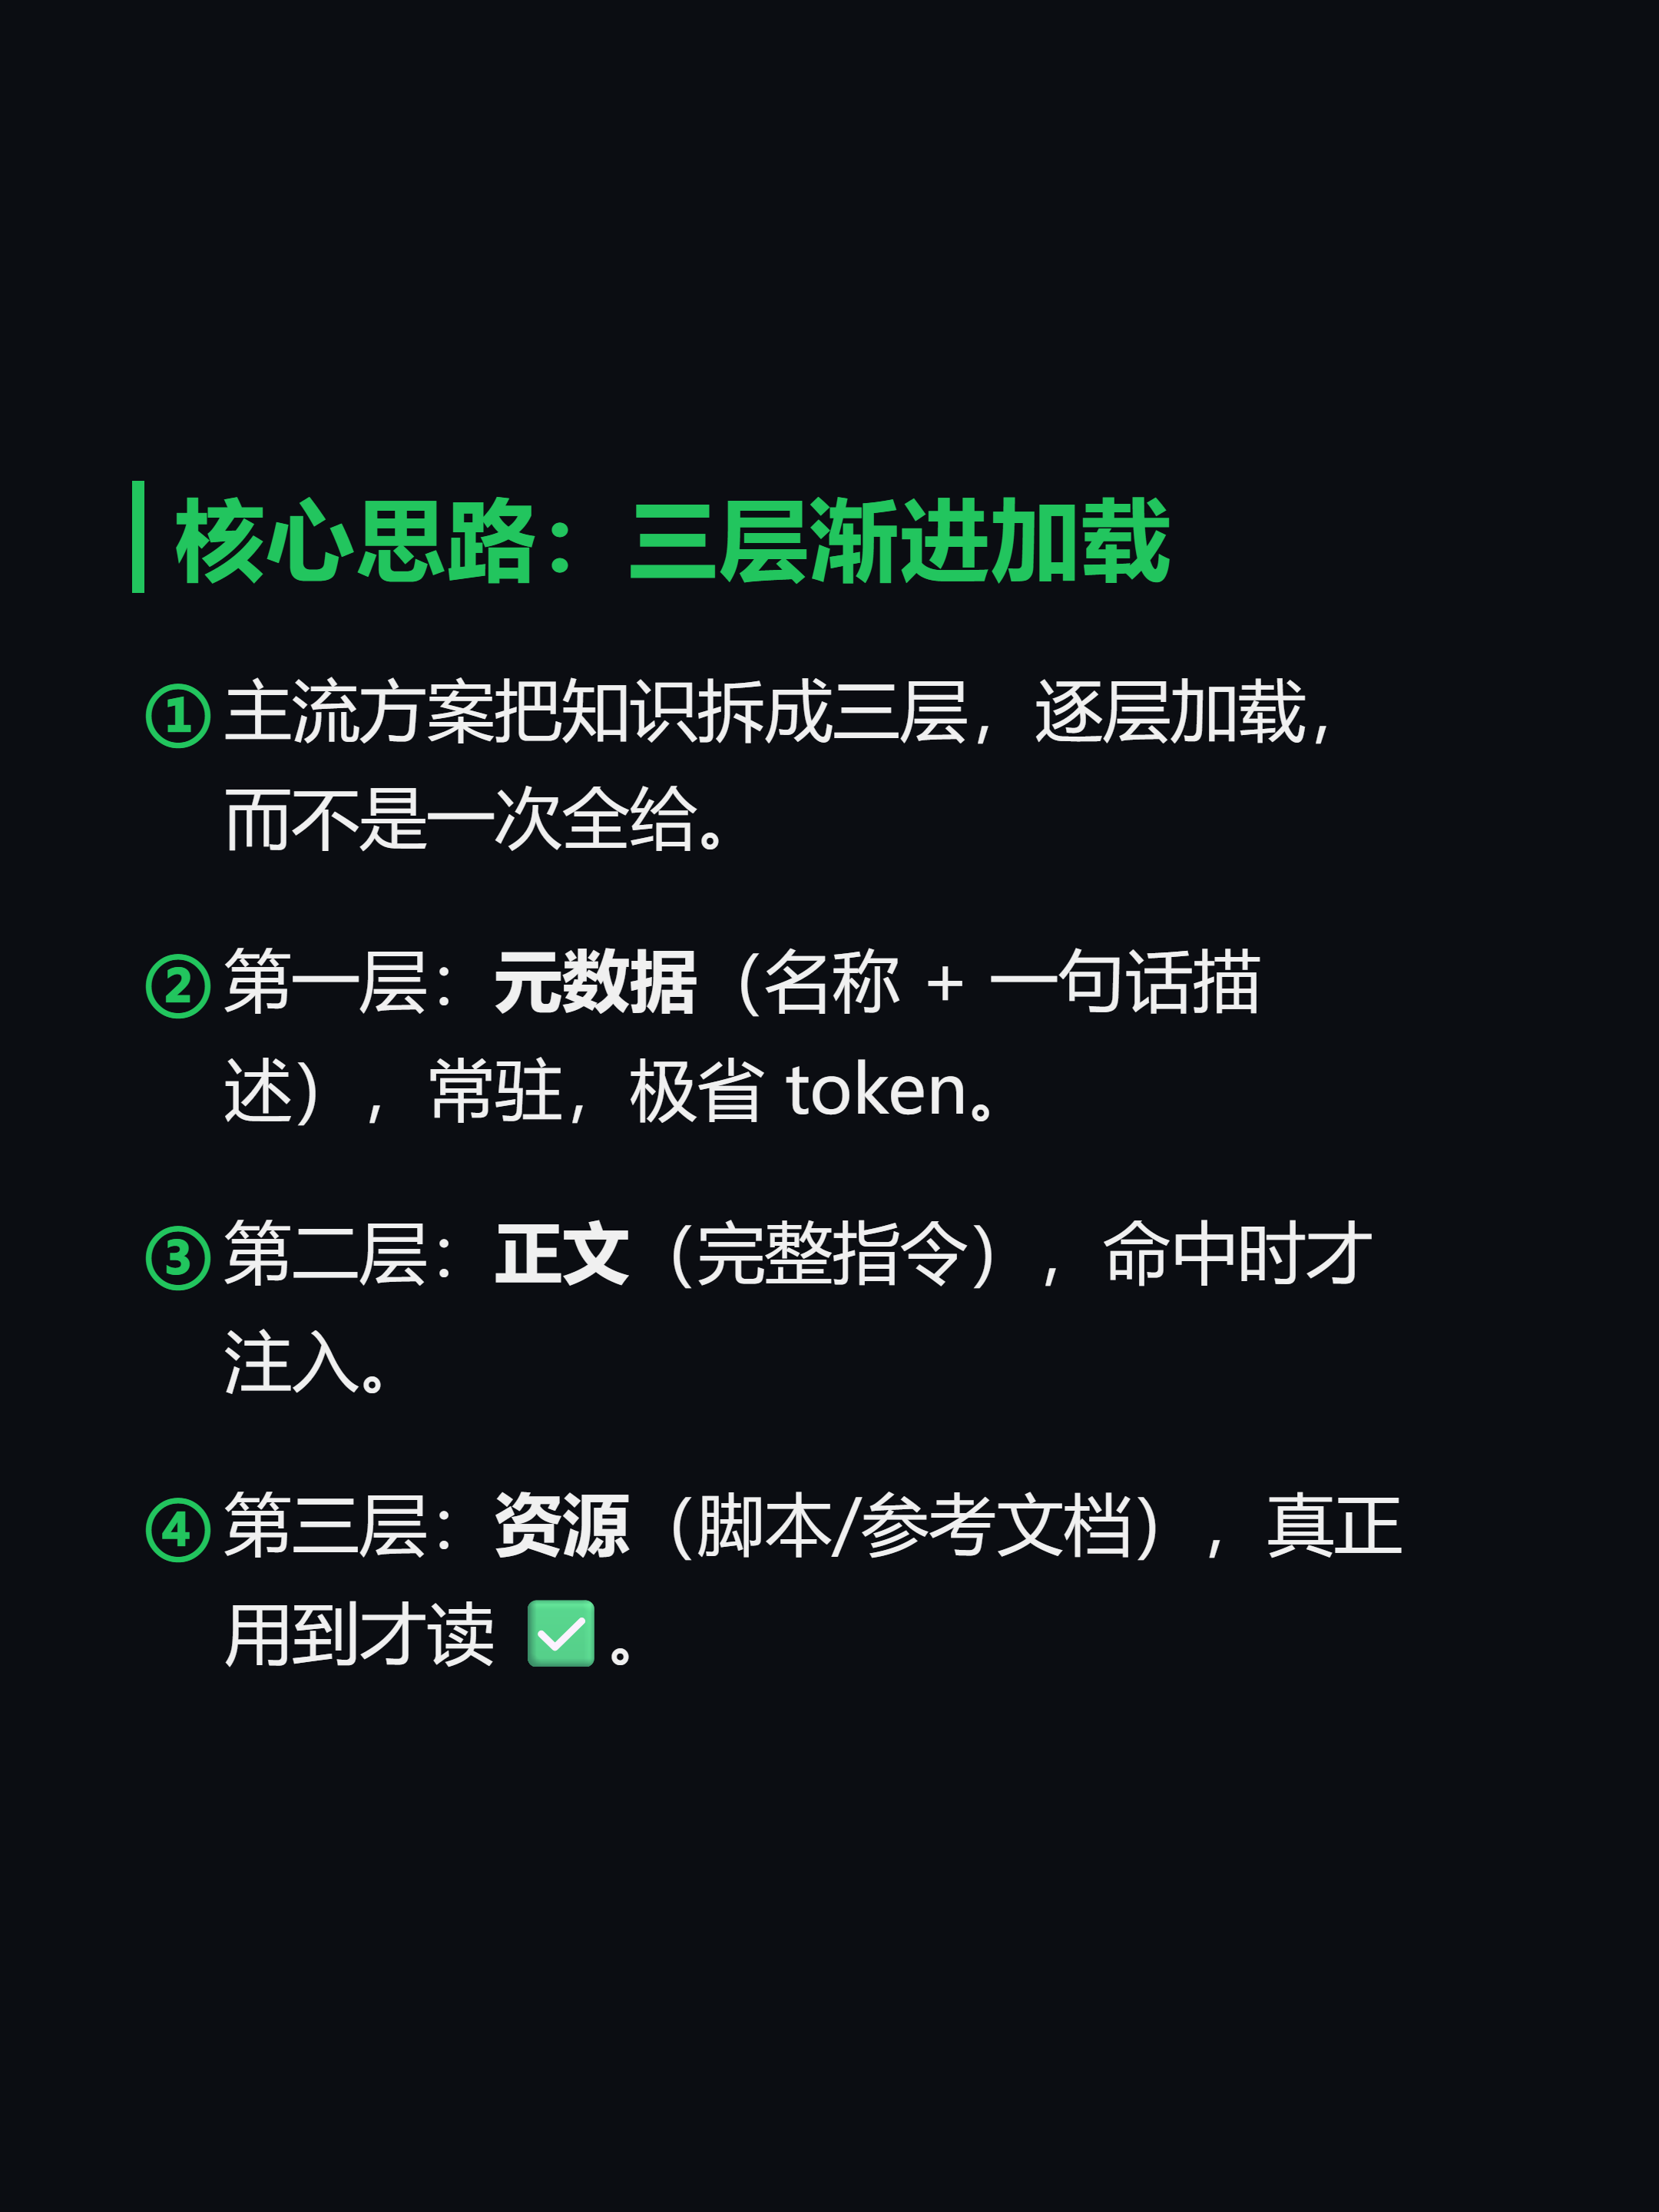 核心思路：三层渐进加载
①主流方案把知识拆成三层，逐层加载，
而不是一次全给。
②第一层：元数据（名称 + 一句话描
述），常驻，极省 token。
③第二层：正文（完整指令），命中时才
注入。
④第三层：资源（脚本/参考文档），真正
用到才读 ✅。